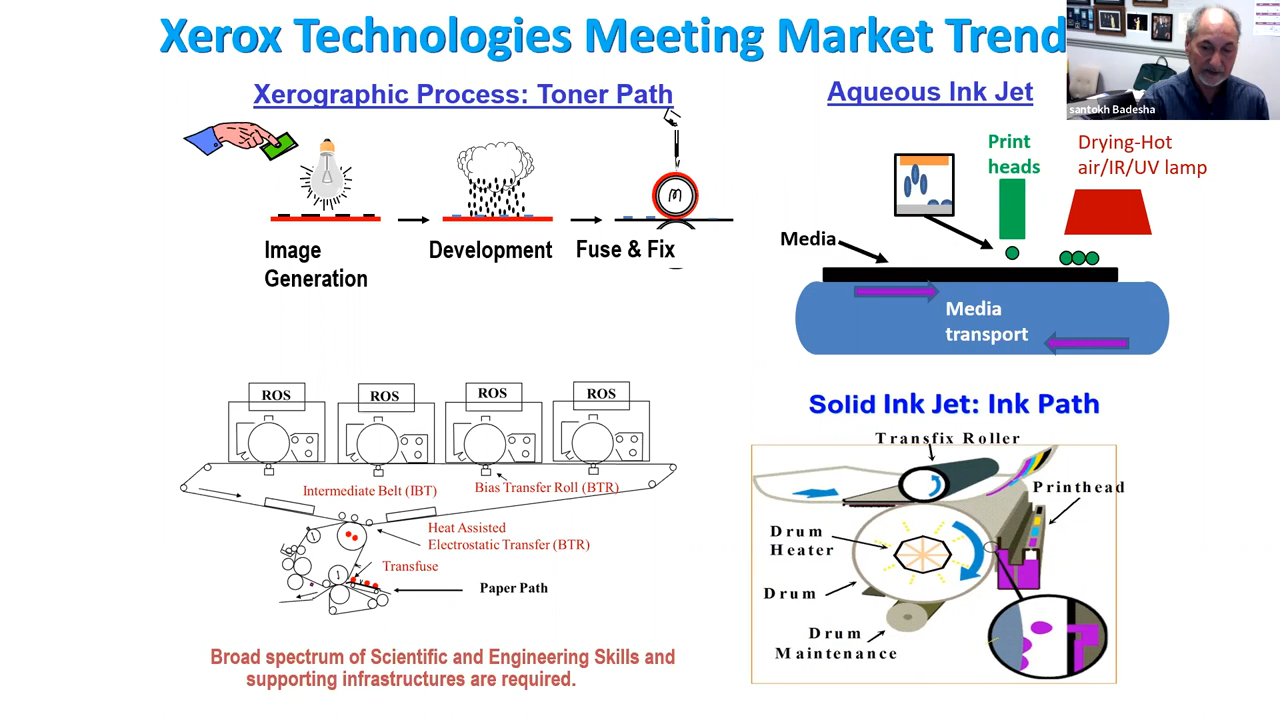 Xerox Technologies Meeting Market Trend
santokh Badesha
Xerographic Process: Toner Path
Image
Generation
Development
Fuse & Fix
Aqueous Ink Jet
Print
heads
Drying-Hot
air/IR/UV lamp
Media
Media
transport
ROS
ROS
ROS
ROS
Intermediate Belt (IBT)
Bias Transfer Roll (BTR)
Heat Assisted
Electrostatic Transfer (BTR)
Transfuse
Paper Path
Solid Ink Jet: Ink Path
Transfix Roller
Printhead
Drum
Heater
Drum
Drum
Maintenance
Broad spectrum of Scientific and Engineering Skills and
supporting infrastructures are required.